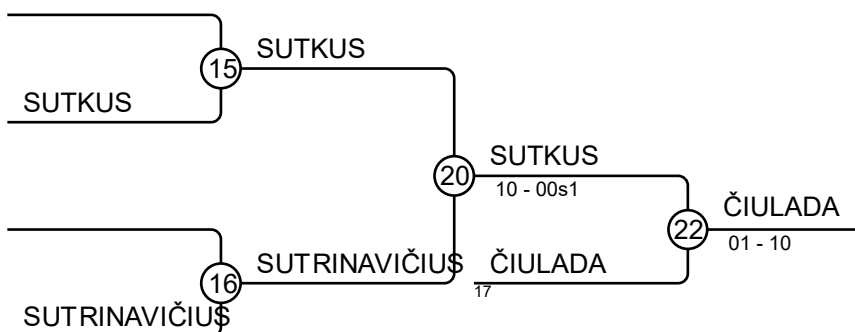 SUTKUS
15
SUTKUS
SUTKUS
20
10 - 00s1
ČIULADA
22
01 - 10
SUTRINAVIČIUS
ČIULADA
16
17
SUTRINAVIČIUS